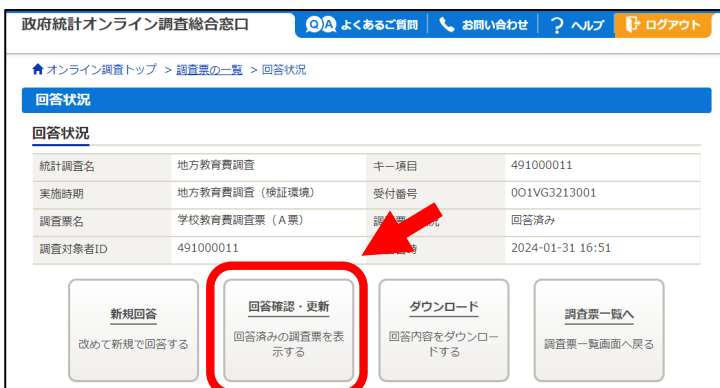 政府統計オンライン調査総合窓口 QA よくあるご質問 お問い合わせ ? ヘルプ ログアウト
オンライン調査トップ > 調査票の一覧 > 回答状況
回答状況
回答状況
統計調査名 地方教育費調査 キー項目 491000011
実施時期 地方教育費調査（検証環境） 受付番号 0O1VG3213001
調査票名 学校教育費調査票（Ａ票） 回答済み
調査対象者ID 491000011 2024-01-31 16:51
新規回答 回答確認・更新 ダウンロード 調査票一覧へ
改めて新規で回答する 回答済みの調査票を表 回答内容をダウンロー 調査票一覧画面へ戻る
示する ドする